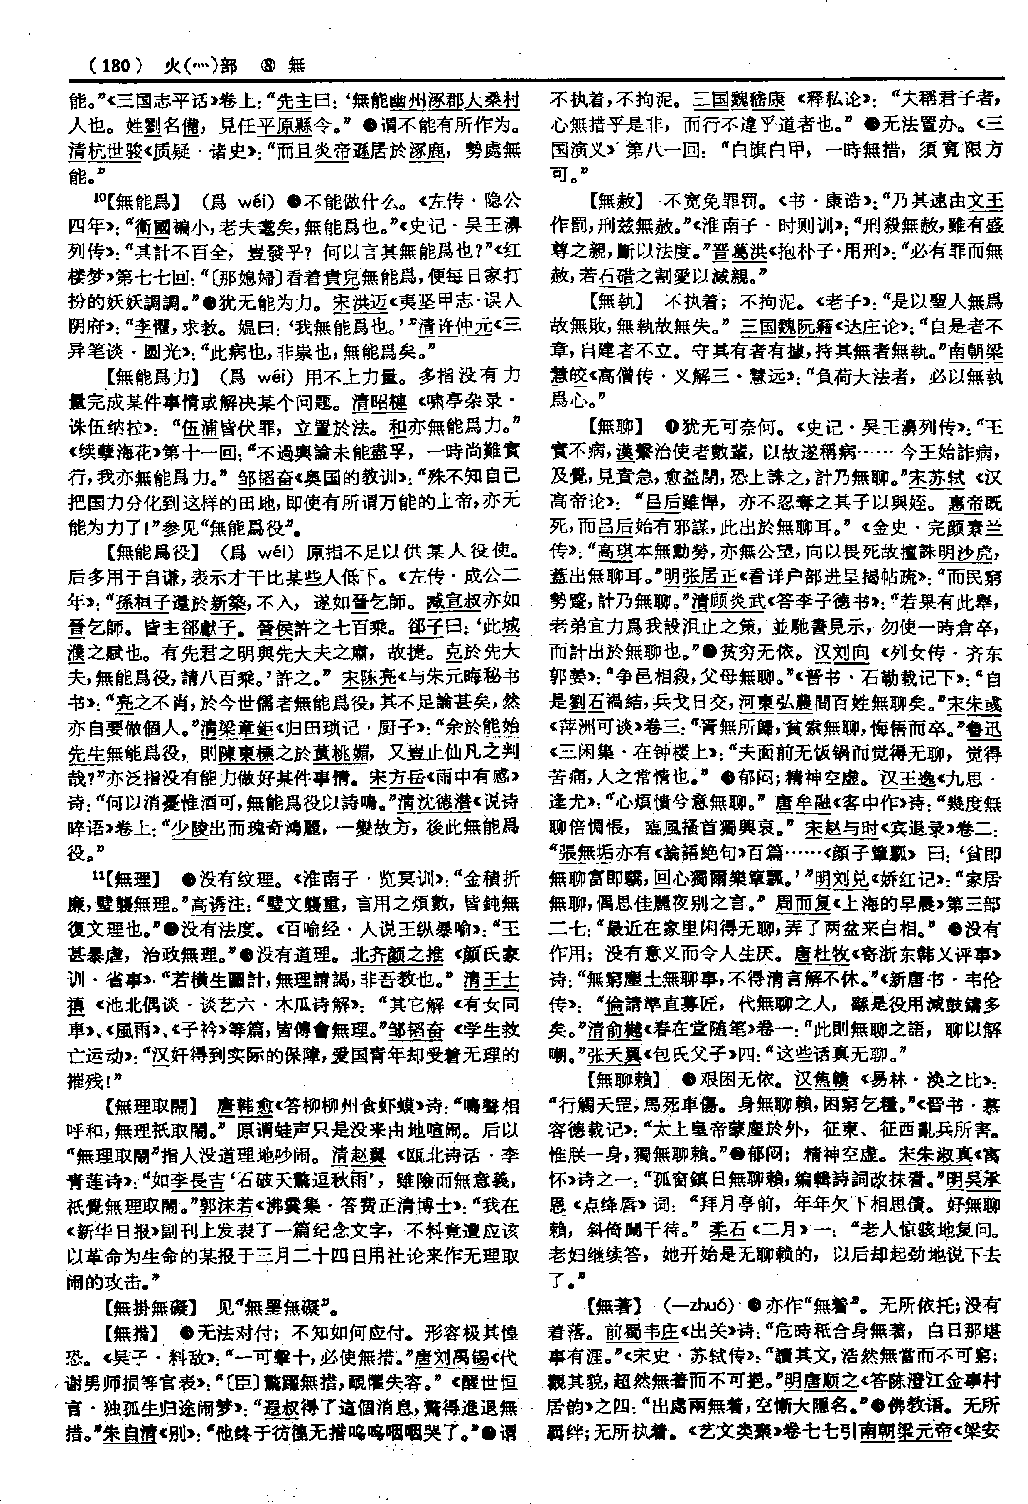 （180） 火(灬)部 ⑧ 無
能。”《三国志平话》卷上：“先主曰：‘無能幽州涿郡人桑村
人也。姓劉名備，見任平原縣令。” ❸谓不能有所作为。
清杭世骏《质疑·诸史》：“而且炎帝遜居於涿鹿，勢處無
能。”
10【無能爲】（爲 wéi）❶不能做什么。《左传·隐公
四年》：“衛國褊小，老夫耄矣，無能爲也。”《史记·吴王濞
列传》：“其計不百全，豈發乎？何以言其無能爲也？”《红
楼梦》第七七回：“〔那媳婦〕看着貴兒無能爲，便每日家打
扮的妖妖調調。”❷犹无能为力。宋洪迈《夷坚甲志·误入
阴府》：“李懼，求救。媪曰：‘我無能爲也。’”清许仲元《三
异笔谈·圆光》：“此病也，非祟也，無能爲矣。”
【無能爲力】（爲 wéi）用不上力量。多指没有力
量完成某件事情或解决某个问题。清昭槤《啸亭杂录·
诛伍纳拉》：“伍浦皆伏罪，立置於法。和亦無能爲力。”
《续孽海花》第十一回：“不過輿論未能盡孚，一時尚難實
行，我亦無能爲力。” 邹韬奋《奥国的教训》：“殊不知自己
把国力分化到这样的田地，即使有所谓万能的上帝，亦无
能为力了！”参见“無能爲役”。
【無能爲役】（爲 wéi）原指不足以供某人役使。
后多用于自谦，表示才干比某些人低下。《左传·成公二
年》：“孫桓子還於新築，不入，遂如晉乞師。臧宣叔亦如
晉乞師。皆主郤獻子。晉侯許之七百乘。郤子曰：‘此城
濮之賦也。有先君之明與先大夫之肅，故捷。克於先大
夫，無能爲役，請八百乘。’許之。” 宋陈亮《与朱元晦秘书
书》：“亮之不肖，於今世儒者無能爲役，其不足論甚矣，然
亦自要做個人。”清梁章鉅《归田琐记·厨子》：“余於能始
先生無能爲役，則陳東標之於董桃媚，又豈止仙凡之判
哉？”亦泛指没有能力做好某件事情。宋方岳《雨中有感》
诗：“何以消憂惟酒可，無能爲役以詩鳴。”清沈德潜《说诗
晬语》卷上：“少陵出而瑰奇鴻麗，一變故方，後此無能爲
役。”
11【無理】 ❶没有纹理。《淮南子·览冥训》：“金積折
廉，璧襲無理。”高诱注：“璧文襲重，言用之煩數，皆鈍無
復文理也。”❷没有法度。《百喻经·人说王纵暴喻》：“王
甚暴虐，治政無理。”❸没有道理。北齐颜之推《颜氏家
训·省事》：“若橫生圖計，無理請謁，非吾教也。” 清王士
禛《池北偶谈·谈艺六·木瓜诗解》：“其它解《有女同
車》、《風雨》、《子衿》等篇，皆傅會無理。”邹韬奋《学生救
亡运动》：“汉奸得到实际的保障，爱国青年却受着无理的
摧残！”
【無理取鬧】 唐韩愈《答柳柳州食虾蟆》诗：“鳴聲相
呼和，無理衹取鬧。” 原谓蛙声只是没来由地喧闹。后以
“無理取鬧”指人没道理地吵闹。清赵翼《瓯北诗话·李
青莲诗》：“如李長吉‘石破天驚逗秋雨’，雖險而無意義，
衹覺無理取鬧。”郭沫若《沸羹集·答费正清博士》：“我在
《新华日报》副刊上发表了一篇纪念文字，不料竟遭应该
以革命为生命的某报于三月二十四日用社论来作无理取
闹的攻击。”
【無掛無礙】 见“無罣無礙”。
【無措】 ❶无法对付；不知如何应付。形容极其惶
恐。《吴子·料敌》：“一可擊十，必使無措。”唐刘禹锡《代
谢男师损等官表》：“〔臣〕驚躍無措，靦懼失容。” 《醒世恒
言·独孤生归途闹梦》：“遐叔得了這個消息，驚得進退無
措。”朱自清《别》：“他终于彷徨无措呜呜咽咽哭了。”❷谓
不执着，不拘泥。三国魏嵇康《释私论》：“夫稱君子者，
心無措乎是非，而行不違乎道者也。” ❸无法置办。《三
国演义》第八一回：“白旗白甲，一時無措，須寬限方
可。”
【無赦】 不宽免罪罚。《书·康诰》：“乃其速由文王
作罰，刑兹無赦。”《淮南子·时则训》：“刑殺無赦，雖有盛
尊之親，斷以法度。”晋葛洪《抱朴子·用刑》：“必有罪而無
赦，若石碏之割愛以滅親。”
【無執】 不执着；不拘泥。《老子》：“是以聖人無爲
故無敗，無執故無失。” 三国魏阮籍《达庄论》：“自是者不
章，自建者不立。守其有者有據，持其無者無執。”南朝梁
慧皎《高僧传·义解三·慧远》：“負荷大法者，必以無執
爲心。”
【無聊】 ❶犹无可奈何。《史记·吴王濞列传》：“王
實不病，漢繫治使者數輩，以故遂稱病…… 今王始詐病，
及覺，見責急，愈益閉，恐上誅之，計乃無聊。”宋苏轼《汉
高帝论》：“吕后雖悍，亦不忍奪之其子以與姪。惠帝既
死，而吕后始有邪謀，此出於無聊耳。” 《金史·完颜素兰
传》：“高琪本無勳勞，亦無公望，向以畏死故擅誅明沙虎，
蓋出無聊耳。”明张居正《看详户部进呈揭帖疏》：“而民窮
勢蹙，計乃無聊。”清顾炎武《答李子德书》：“若果有此舉，
老弟宜力爲我設沮止之策，並馳書見示，勿使一時倉卒，
而計出於無聊也。”❷贫穷无依。汉刘向《列女传·齐东
郭姜》：“争邑相殺，父母無聊。”《晋书·石勒载记下》：“自
是劉石禍結，兵戈日交，河東弘農間百姓無聊矣。”宋朱彧
《萍洲可谈》卷三：“胥無所歸，貧索無聊，悔悟而卒。”鲁迅
《三闲集·在钟楼上》：“夫面前无饭锅而觉得无聊，觉得
苦痛，人之常情也。” ❸郁闷；精神空虚。汉王逸《九思·
逢尤》：“心煩憒兮意無聊。” 唐牟融《客中作》诗：“幾度無
聊倍惆悵，臨風搔首獨興哀。” 宋赵与时《宾退录》卷二：
“張無垢亦有《論語絶句》百篇……《顏子簞瓢》曰：‘貧即
無聊富即驕，回心獨爾樂簞瓢。’”明刘兑《娇红记》：“家居
無聊，偶思佳麗夜别之言。” 周而复《上海的早晨》第三部
二七：“最近在家里闲得无聊，弄了两盆来白相。” ❹没有
作用；没有意义而令人生厌。唐杜牧《寄浙东韩乂评事》
诗：“無窮塵土無聊事，不得清言解不休。”《新唐书·韦伦
传》：“倫請準直募匠，代無聊之人，繇是役用減鼓鑄多
矣。”清俞樾《春在堂随笔》卷一：“此則無聊之語，聊以解
嘲。”张天翼《包氏父子》四：“这些话真无聊。”
【無聊賴】 ❶艰困无依。汉焦赣《易林·涣之比》：
“行觸天罡，馬死車傷。身無聊賴，困窮乞糧。”《晋书·慕
容德载记》：“太上皇帝蒙塵於外，征東、征西亂兵所害。
惟朕一身，獨無聊賴。”❷郁闷；精神空虚。宋朱淑真《寓
怀》诗之一：“孤窗鎮日無聊賴，編輯詩詞改抹看。”明吴承
恩《点绛唇》词：“拜月亭前，年年欠下相思債。好無聊
賴，斜倚闌干待。” 柔石《二月》一：“老人惊骇地复问。
老妇继续答，她开始是无聊赖的，以后却起劲地说下去
了。”
【無著】（—zhuó）❶亦作“無着”。无所依托；没有
着落。前蜀韦庄《出关》诗：“危時秖合身無著，白日那堪
事有涯。”《宋史·苏轼传》：“讀其文，浩然無當而不可窮；
觀其貌，超然無着而不可挹。”明唐顺之《答陈澄江佥事村
居韵》之四：“出處兩無着，空慚大隱名。”❷佛教语。无所
羁绊；无所执着。《艺文类聚》卷七七引南朝梁元帝《梁安